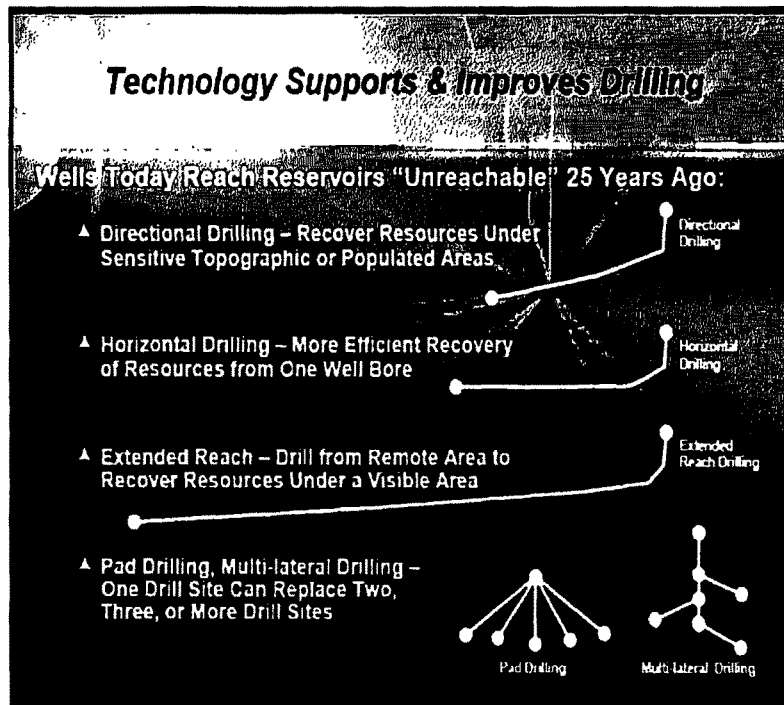 Technology Supports & Improves Drilling
Wells Today Reach Reservoirs "Unreachable" 25 Years Ago:
Directional Drilling – Recover Resources Under
Sensitive Topographic or Populated Areas
Directional
Drilling
Horizontal Drilling – More Efficient Recovery
of Resources from One Well Bore
Horizontal
Drilling
Extended Reach – Drill from Remote Area to
Recover Resources Under a Visible Area
Extended
Reach Drilling
Pad Drilling, Multi-lateral Drilling –
One Drill Site Can Replace Two,
Three, or More Drill Sites
Pad Drilling
Multi-lateral Drilling